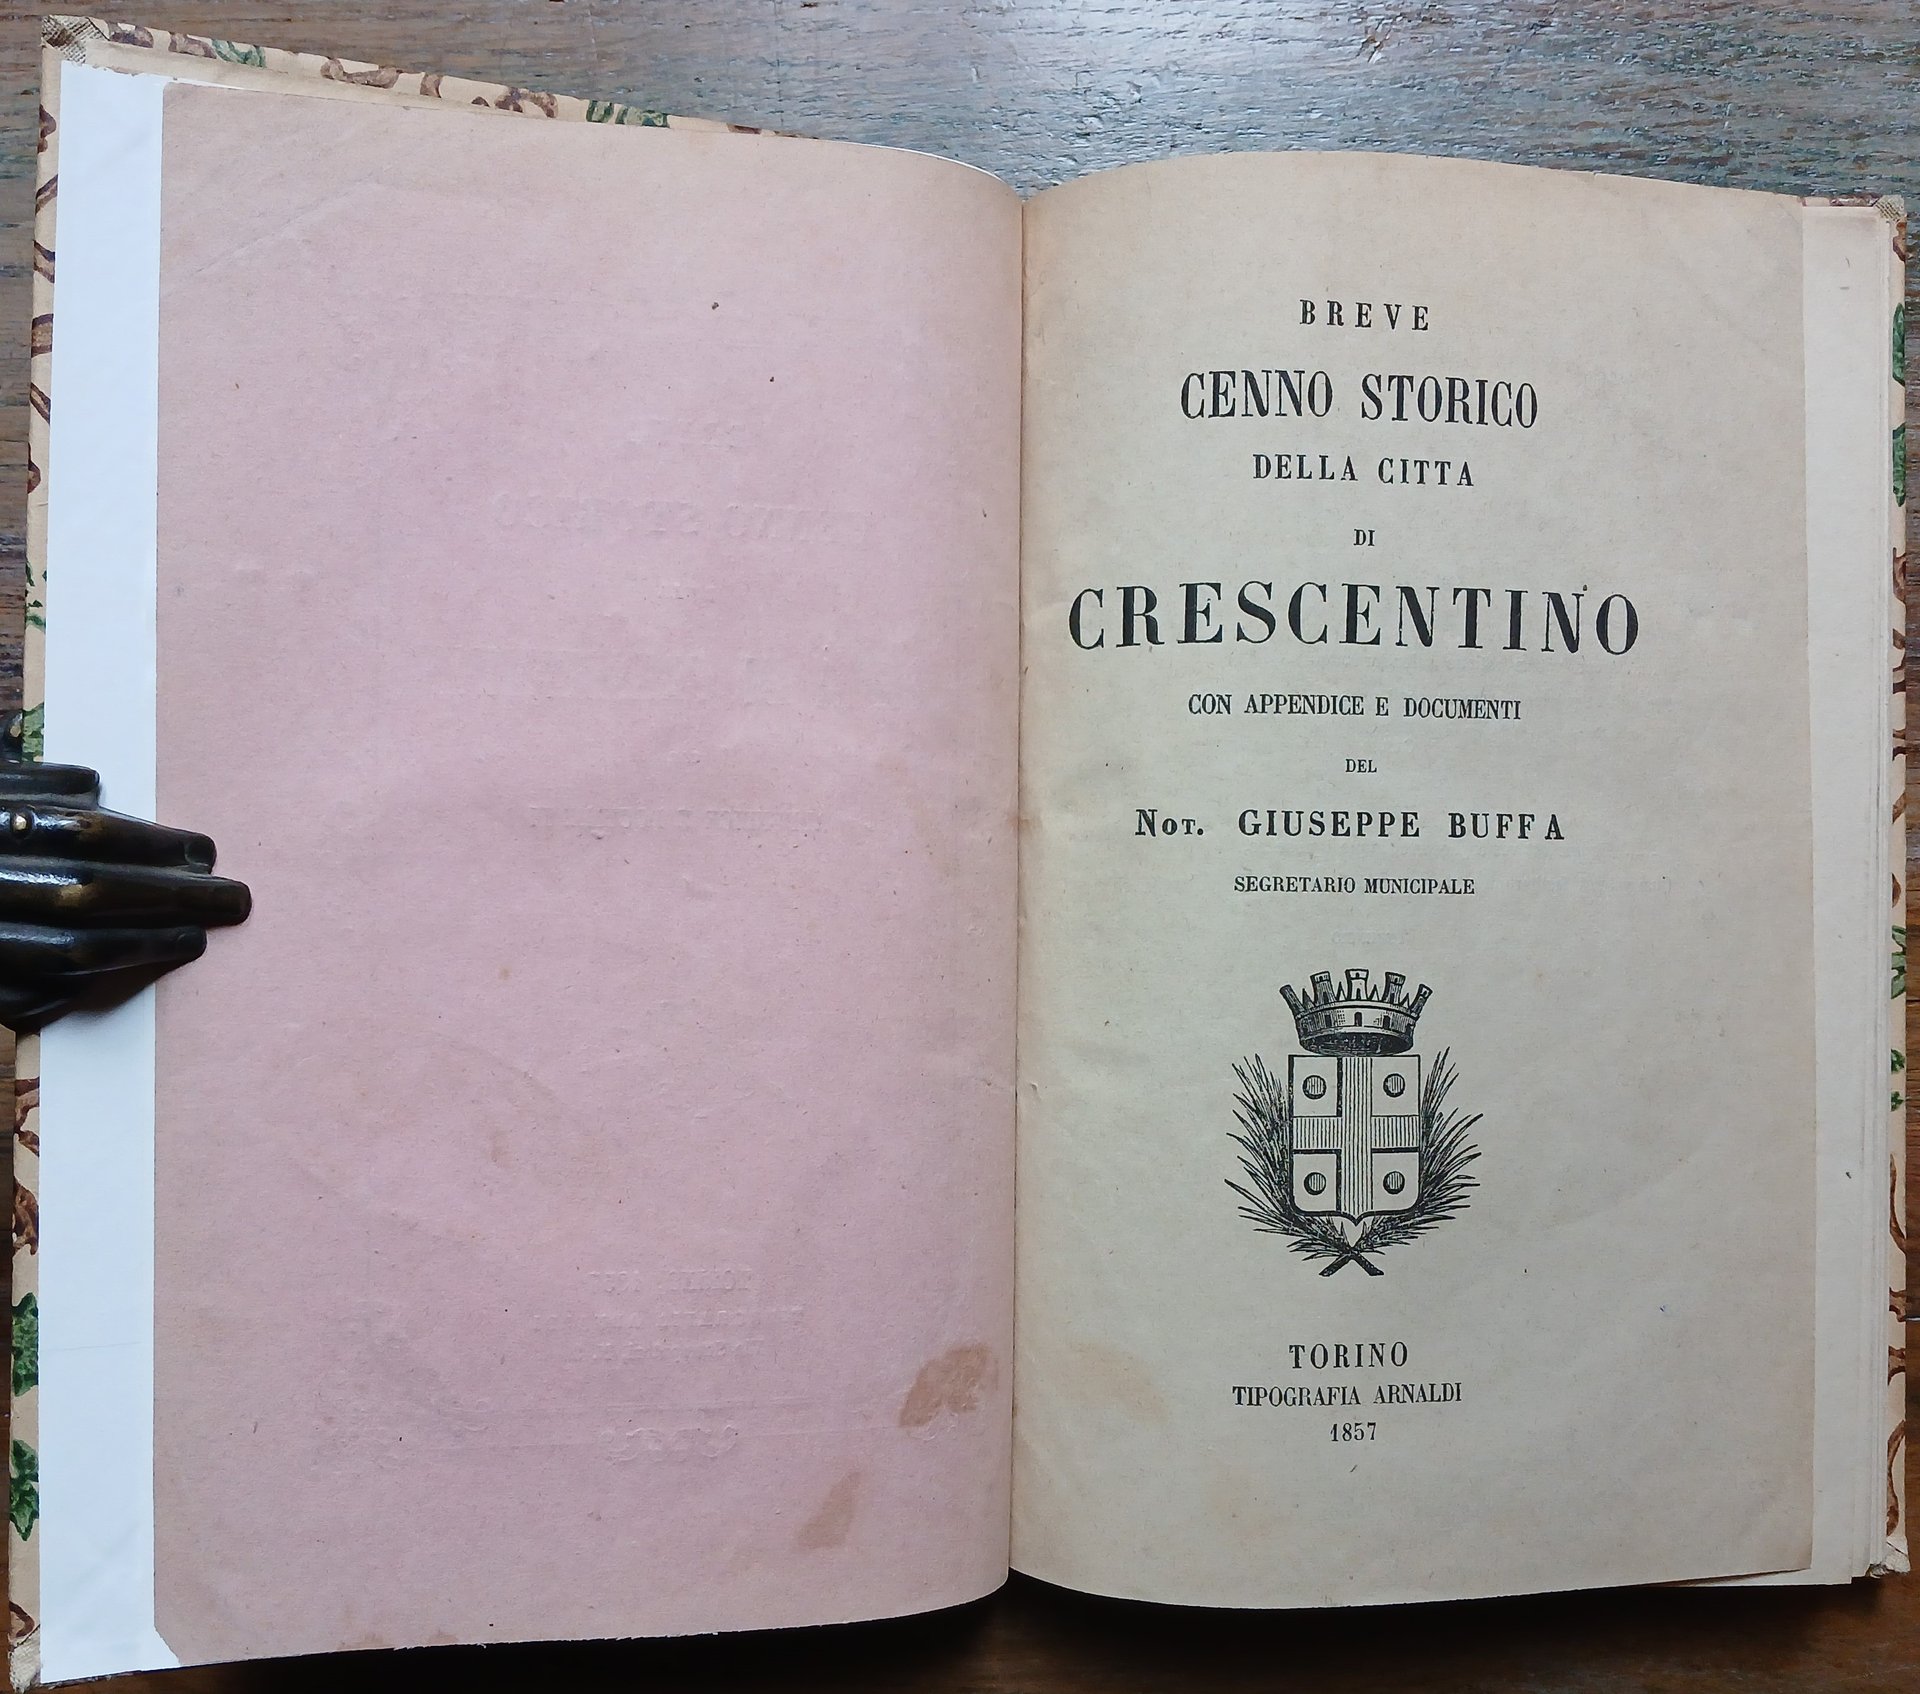 BREVE
CENNO STORICO
DELLA CITTA
DI
CRESCENTINO
CON APPENDICE E DOCUMENTI
DEL
NOT. GIUSEPPE BUFFA
SEGRETARIO MUNICIPALE
TORINO
TIPOGRAFIA ARNALDI
1857